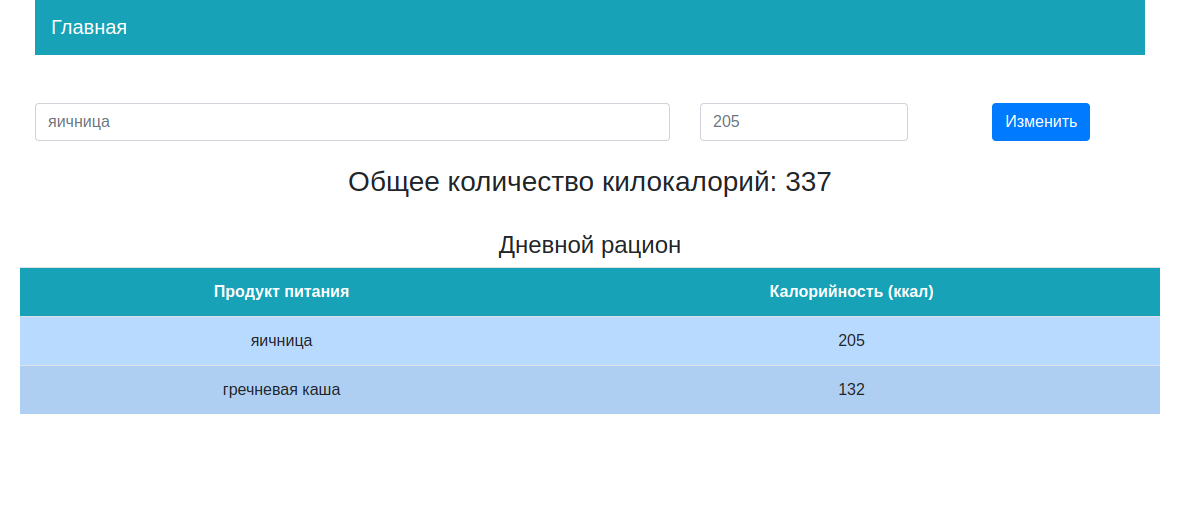 Главная
яичница 205 Изменить
Общее количество килокалорий: 337
Дневной рацион
Продукт питания Калорийность (ккал)
яичница 205
гречневая каша 132